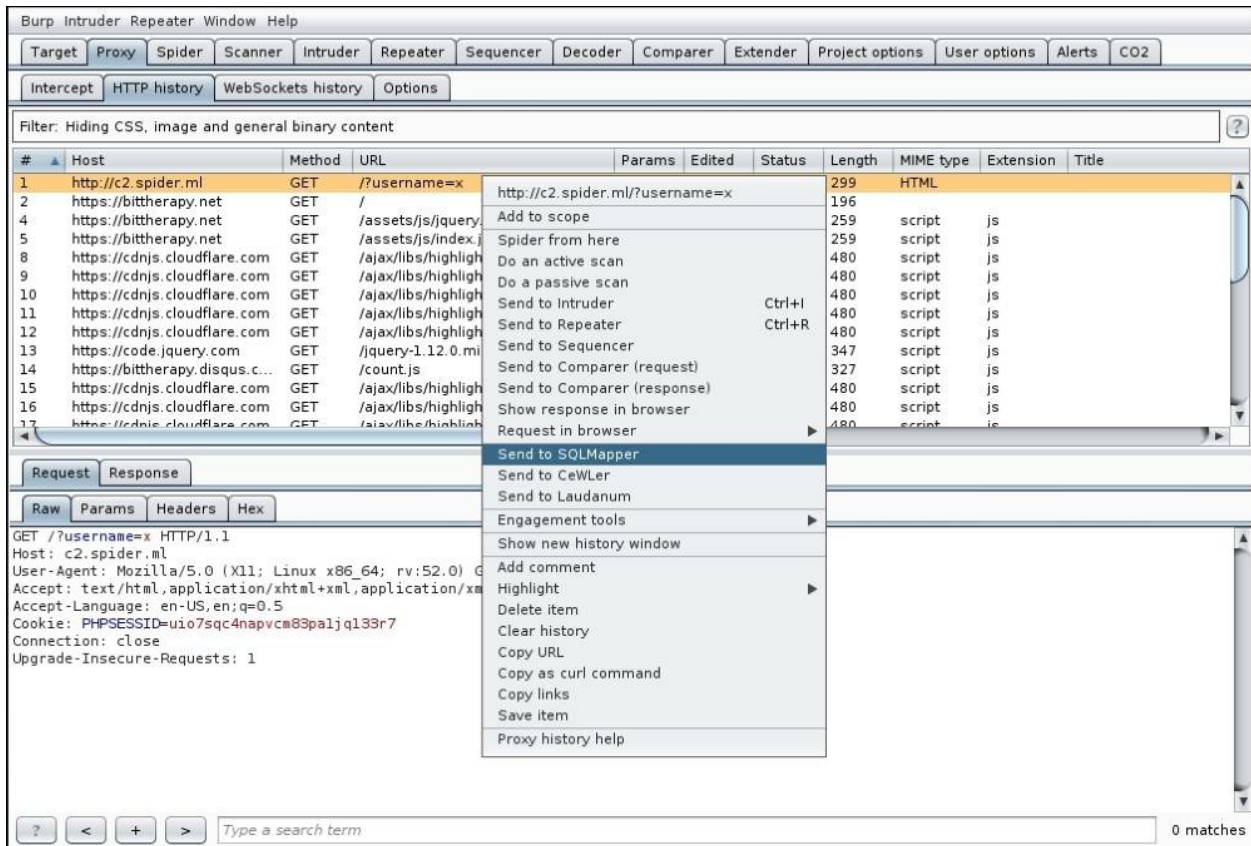 Burp Intruder Repeater Window Help
Target Proxy Spider Scanner Intruder Repeater Sequencer Decoder Comparer Extender Project options User options Alerts CO2
Intercept HTTP history WebSockets history Options
Filter: Hiding CSS, image and general binary content ?
# Host Method URL Params Edited Status Length MIME type Extension Title
1 http://c2.spider.ml GET /?username=x 299 HTML
2 https://bittherapy.net GET / 196
4 https://bittherapy.net GET /assets/js/jquery. 259 script js
5 https://bittherapy.net GET /assets/js/index.j 259 script js
8 https://cdnjs.cloudflare.com GET /ajax/libs/highligh 480 script js
9 https://cdnjs.cloudflare.com GET /ajax/libs/highligh 480 script js
10 https://cdnjs.cloudflare.com GET /ajax/libs/highligh 480 script js
11 https://cdnjs.cloudflare.com GET /ajax/libs/highligh 480 script js
12 https://cdnjs.cloudflare.com GET /ajax/libs/highligh 480 script js
13 https://code.jquery.com GET /jquery-1.12.0.mi 347 script js
14 https://bittherapy.disqus.c... GET /count.js 327 script js
15 https://cdnjs.cloudflare.com GET /ajax/libs/highligh 480 script js
16 https://cdnjs.cloudflare.com GET /ajax/libs/highligh 480 script js
17 https://cdnjs.cloudflare.com GET /ajax/libs/highligh 480 script js
http://c2.spider.ml/?username=x
Add to scope
Spider from here
Do an active scan
Do a passive scan
Send to Intruder Ctrl+I
Send to Repeater Ctrl+R
Send to Sequencer
Send to Comparer (request)
Send to Comparer (response)
Show response in browser
Request in browser
Send to SQLMapper
Send to CeWLer
Send to Laudanum
Engagement tools
Show new history window
Add comment
Highlight
Delete item
Clear history
Copy URL
Copy as curl command
Copy links
Save item
Proxy history help
Request Response
Raw Params Headers Hex
GET /?username=x HTTP/1.1
Host: c2.spider.ml
User-Agent: Mozilla/5.0 (X11; Linux x86_64; rv:52.0) G
Accept: text/html,application/xhtml+xml,application/xm
Accept-Language: en-US,en;q=0.5
Cookie: PHPSESSID=uio7sqc4napvcm83pa1jq133r7
Connection: close
Upgrade-Insecure-Requests: 1
? < + > Type a search term 0 matches